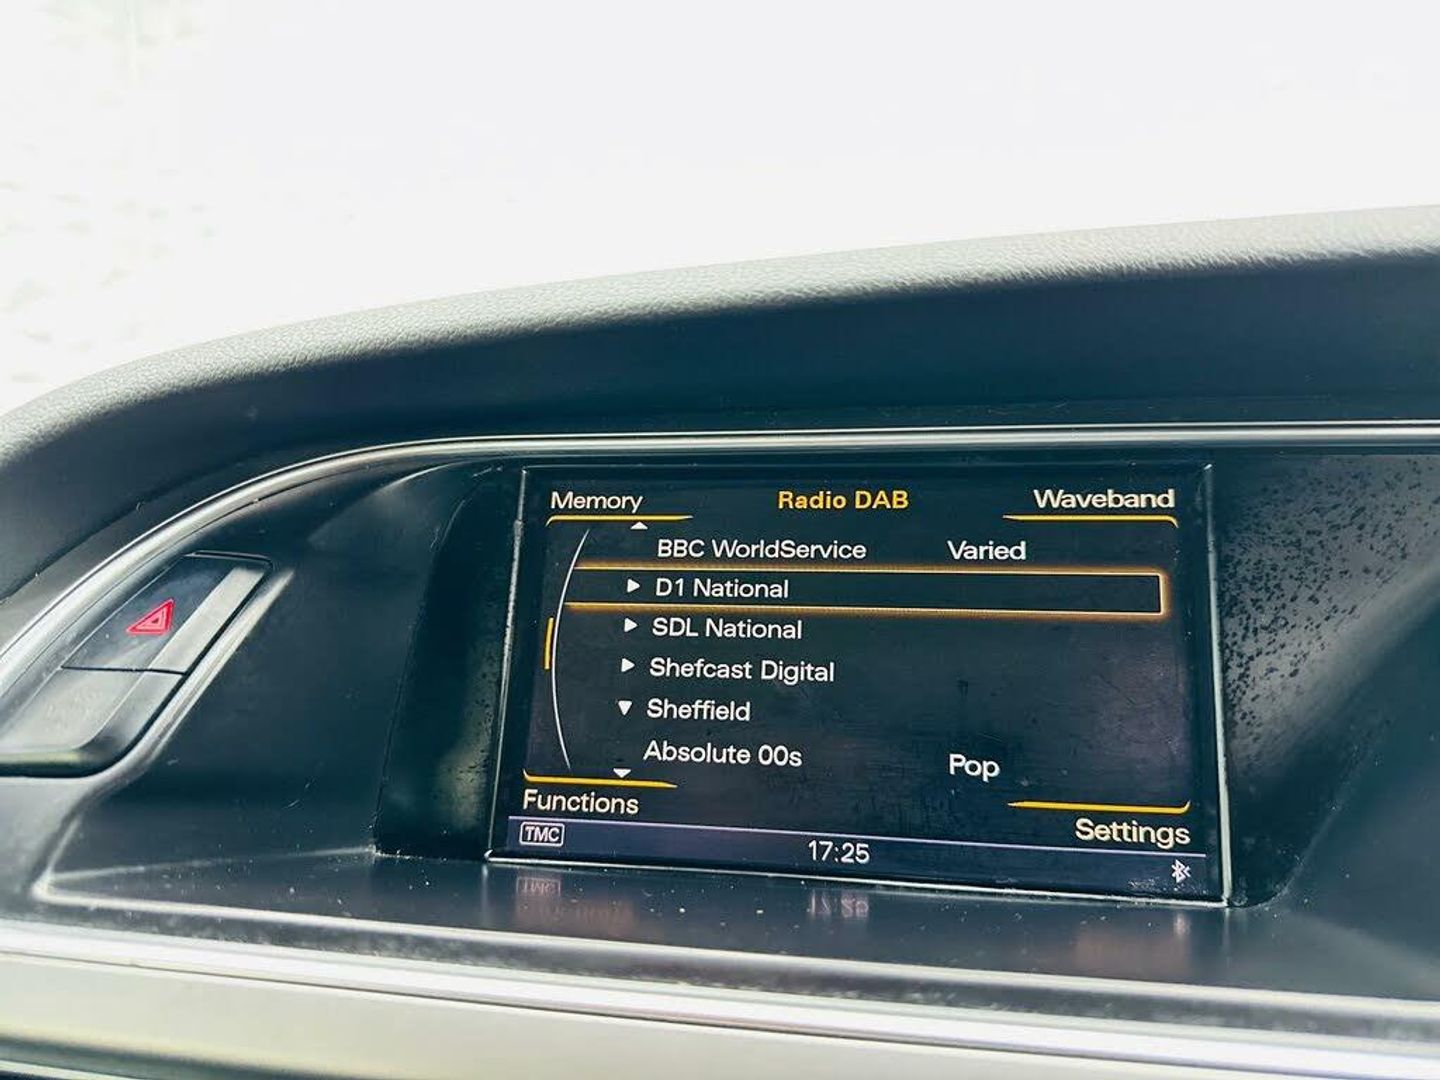 Memory Radio DAB Waveband
BBC WorldService Varied
D1 National
SDL National
Shefcast Digital
Sheffield
Absolute 00s Pop
Functions Settings
TMC 17:25